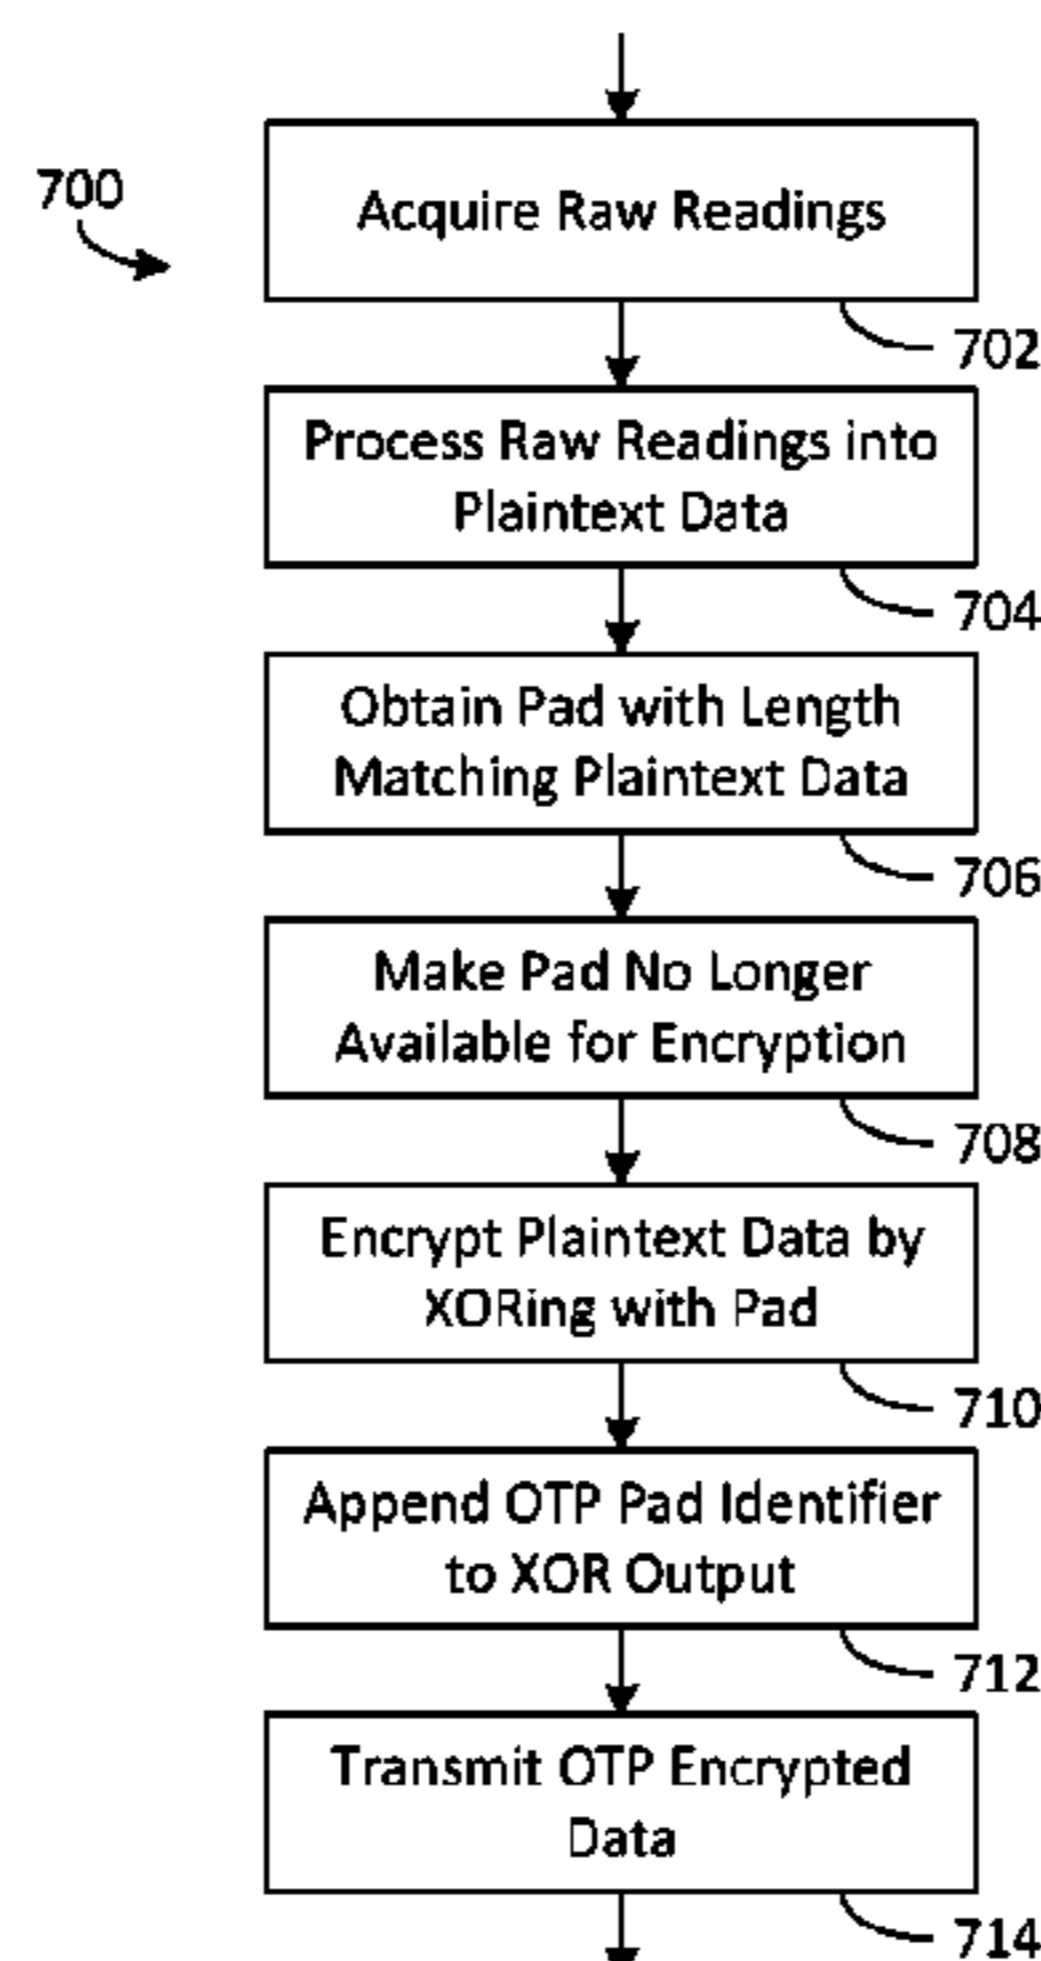 700
Acquire Raw Readings
702
Process Raw Readings into
Plaintext Data
704
Obtain Pad with Length
Matching Plaintext Data
706
Make Pad No Longer
Available for Encryption
708
Encrypt Plaintext Data by
XORing with Pad
710
Append OTP Pad Identifier
to XOR Output
712
Transmit OTP Encrypted
Data
714